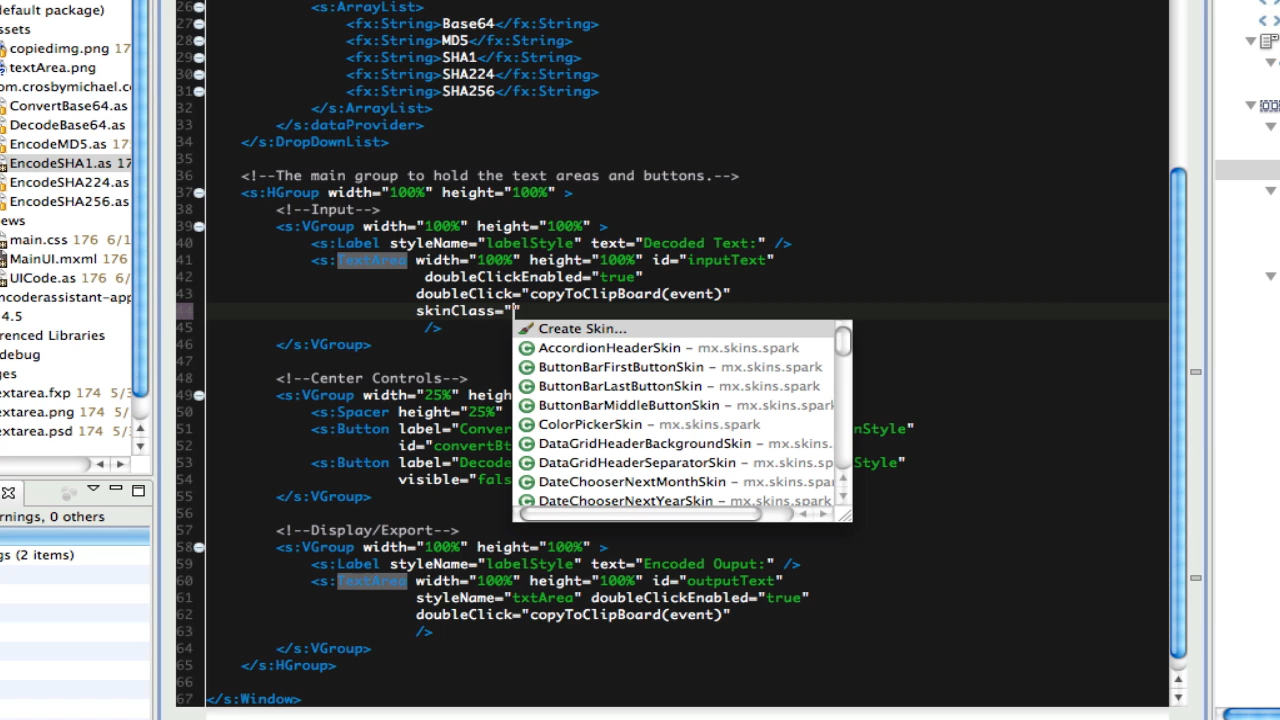 default package)
ssets
copiedimg.png 17
textArea.png
om.crosbymichael.c
ConvertBase64.as
DecodeBase64.as
EncodeMD5.as 17
EncodeSHA1.as 17
EncodeSHA224.as
EncodeSHA256.as
ews
main.css 176 6/1
MainUI.mxml 176
UICode.as 176 6/
ncoderassistant-app
4.5
erenced Libraries
debug
ges
extarea.fxp 174 5/3
extarea.png 174 5/
extarea.psd 174 5/
rnings, 0 others
gs (2 items)
26 <s:ArrayList>
27 <fx:String>Base64</fx:String>
28 <fx:String>MD5</fx:String>
29 <fx:String>SHA1</fx:String>
30 <fx:String>SHA224</fx:String>
31 <fx:String>SHA256</fx:String>
32 </s:ArrayList>
33 </s:dataProvider>
34 </s:DropDownList>
35
36 <!--The main group to hold the text areas and buttons.-->
37 <s:HGroup width="100%" height="100%" >
38 <!--Input-->
39 <s:VGroup width="100%" height="100%" >
40 <s:Label styleName="labelStyle" text="Decoded Text:" />
41 <s:TextArea width="100%" height="100%" id="inputText"
42 doubleClickEnabled="true"
43 doubleClick="copyToClipBoard(event)"
skinClass=""
45 />
46 </s:VGroup>
47
48 <!--Center Controls-->
49 <s:VGroup width="25%" heigh
50 <s:Spacer height="25%"
51 <s:Button label="Conver nStyle"
52 id="convertBt
53 <s:Button label="Decode Style"
54 visible="fals
55 </s:VGroup>
56
57 <!--Display/Export-->
58 <s:VGroup width="100%" height="100%" >
59 <s:Label styleName="labelStyle" text="Encoded Ouput:" />
60 <s:TextArea width="100%" height="100%" id="outputText"
61 styleName="txtArea" doubleClickEnabled="true"
62 doubleClick="copyToClipBoard(event)"
63 />
64 </s:VGroup>
65 </s:HGroup>
66
67 </s:Window>
Create Skin...
AccordionHeaderSkin – mx.skins.spark
ButtonBarFirstButtonSkin – mx.skins.spark
ButtonBarLastButtonSkin – mx.skins.spark
ButtonBarMiddleButtonSkin – mx.skins.spark
ColorPickerSkin – mx.skins.spark
DataGridHeaderBackgroundSkin – mx.skins.
DataGridHeaderSeparatorSkin – mx.skins.sp
DateChooserNextMonthSkin – mx.skins.spar
DateChooserNextYearSkin – mx.skins.spark